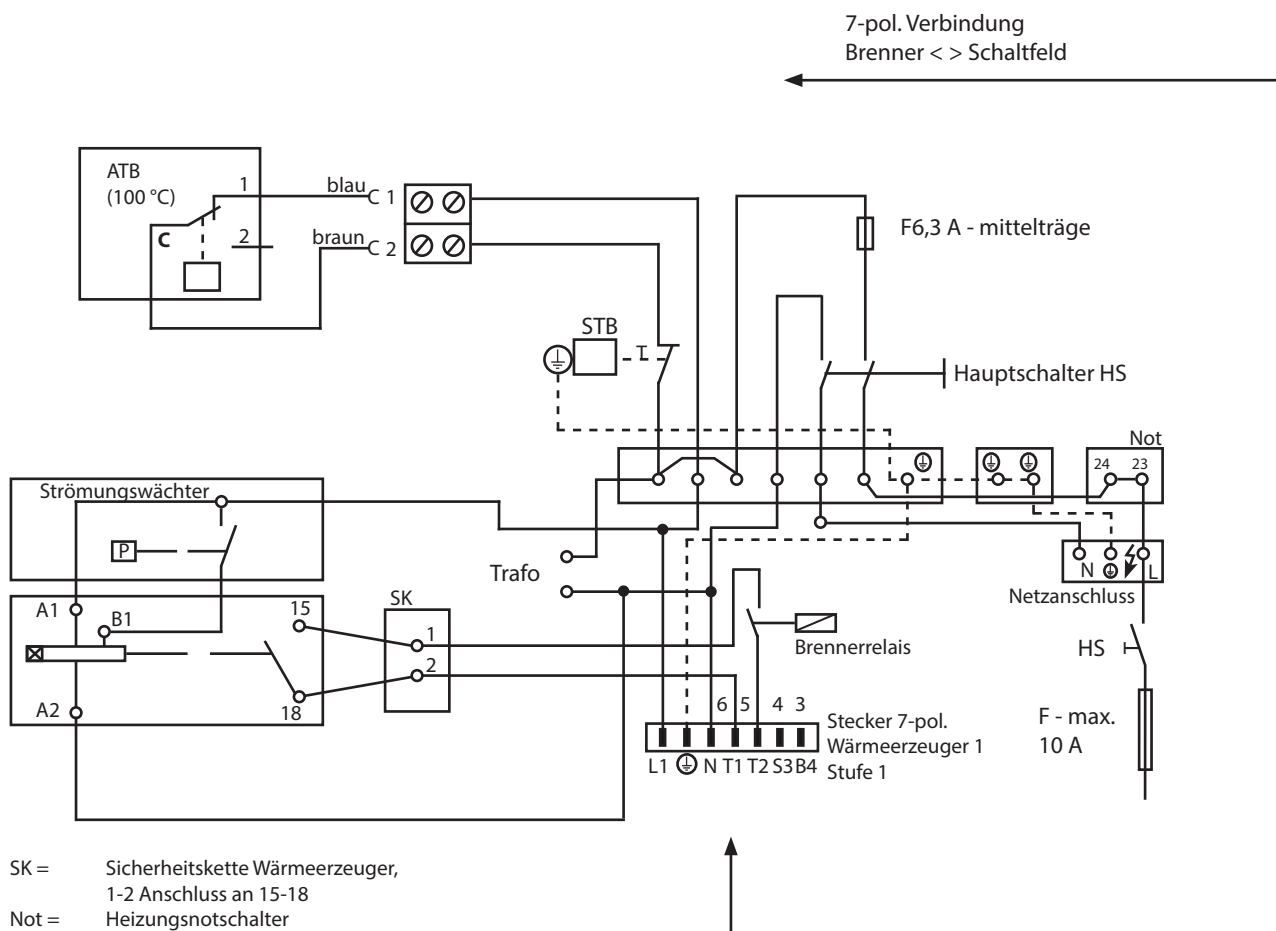 7-pol. Verbindung
Brenner < > Schaltfeld
ATB
(100 °C)
1
2
C
blau
C 1
braun
C 2
F6,3 A - mittelträge
STB
T
Hauptschalter HS
Not
24 23
Strömungswächter
P
Trafo
N L
Netzanschluss
A1
B1
15
SK
1
2
18
A2
Brennerrelais
HS
F - max.
10 A
6 5 4 3
L1 N T1 T2 S3 B4
Stecker 7-pol.
Wärmeerzeuger 1
Stufe 1
SK = Sicherheitskette Wärmeerzeuger,
1-2 Anschluss an 15-18
Not = Heizungsnotschalter